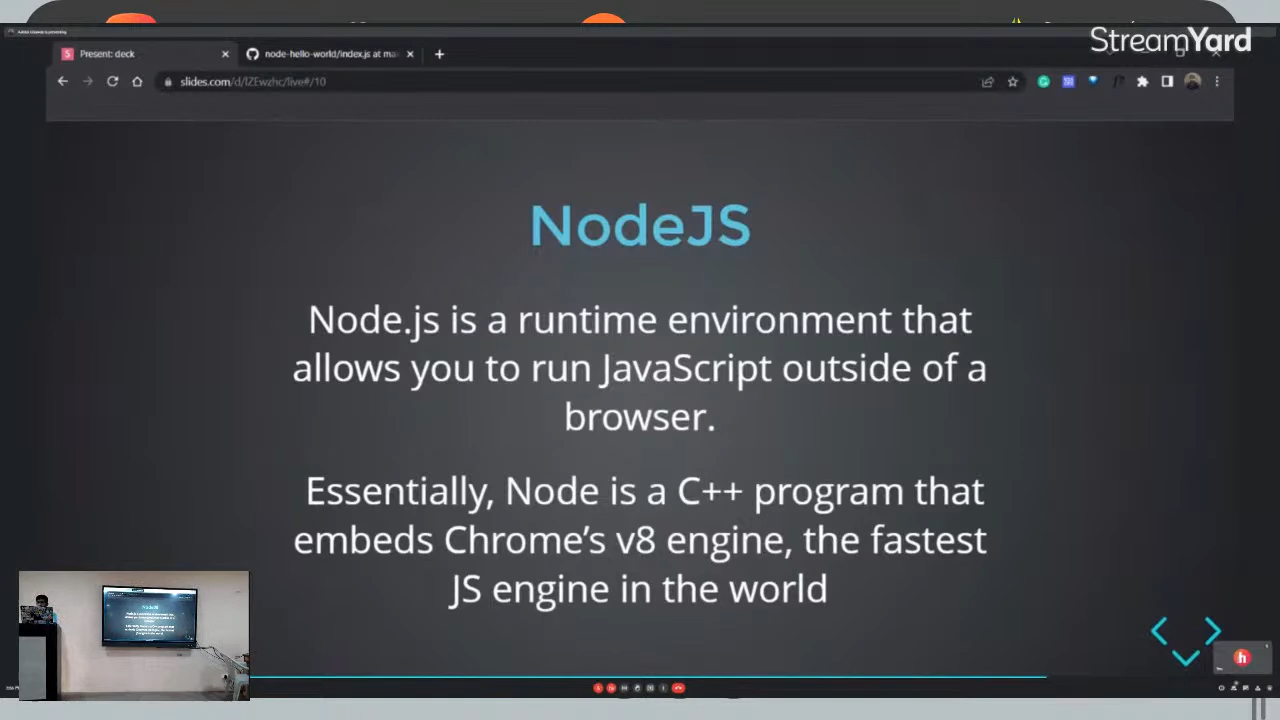 StreamYard
Present: deck
node-hello-world/index.js at ma
slides.com/d/IZEwzhc/live#/10
NodeJS
Node.js is a runtime environment that
allows you to run JavaScript outside of a
browser.
Essentially, Node is a C++ program that
embeds Chrome’s v8 engine, the fastest
JS engine in the world
h